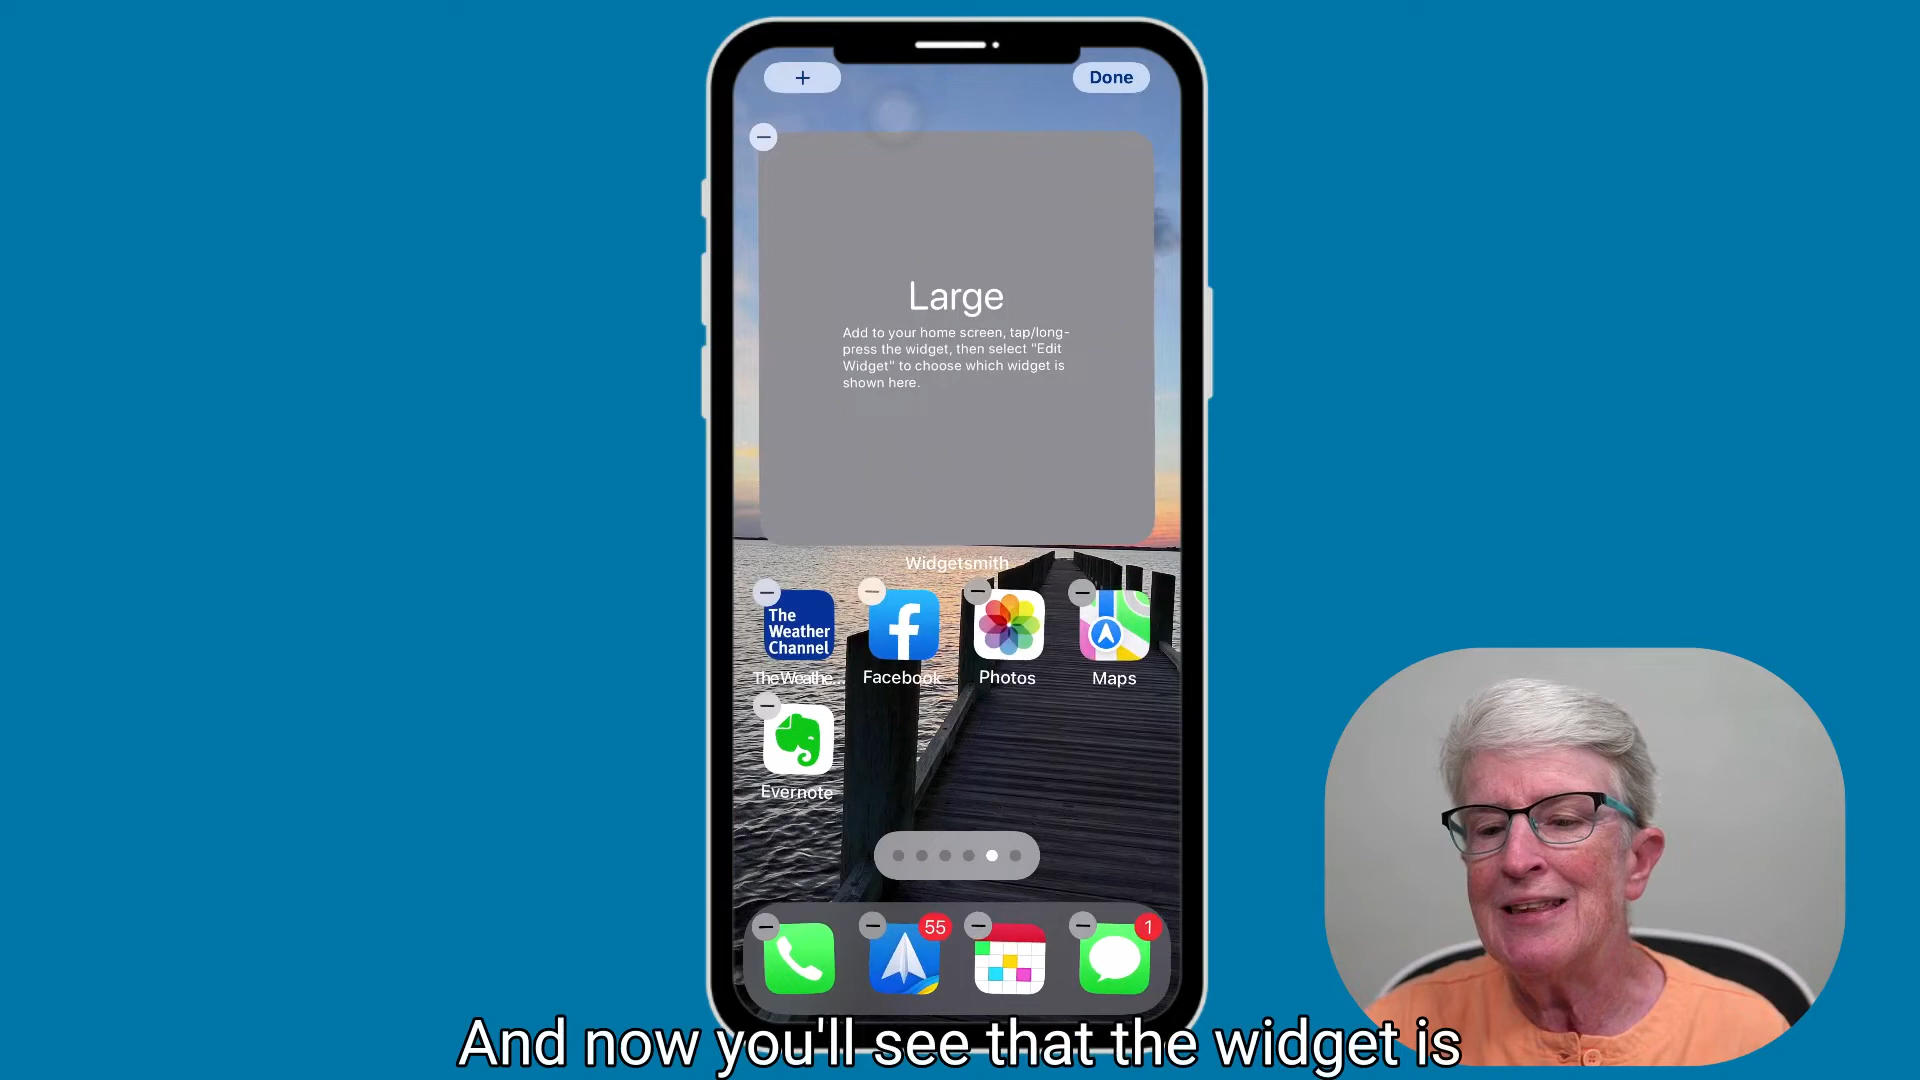 +
Done
Large
Add to your home screen, tap/long-
press the widget, then select "Edit
Widget" to choose which widget is
shown here.
Widgetsmith
The
Weather
Channel
The Weathe...
Facebook
Photos
Maps
Evernote
55
1
And now you'll see that the widget is